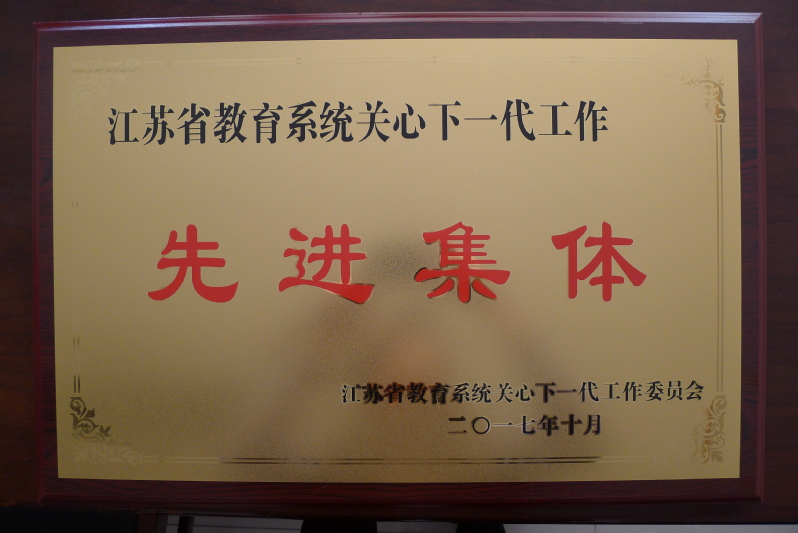 江苏省教育系统关心下一代工作
先进集体
江苏省教育系统关心下一代工作委员会
二〇一七年十月